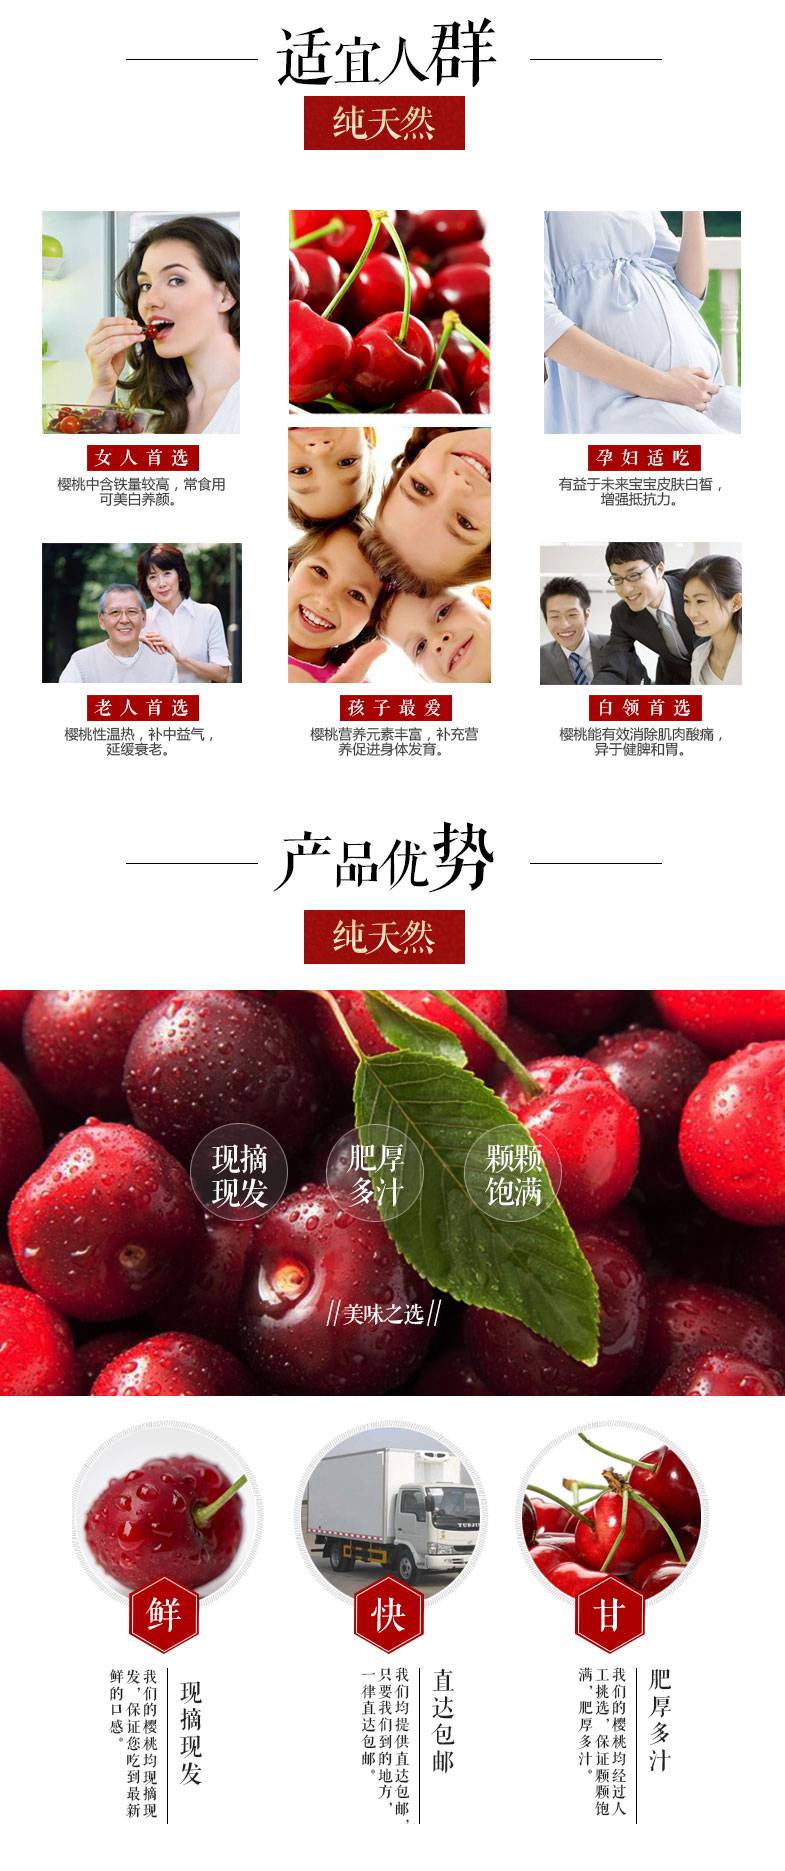 适宜人群
纯天然
女人首选
樱桃中含铁量较高，常食用
可美白养颜。
孕妇适吃
有益于未来宝宝皮肤白皙，
增强抵抗力。
老人首选
樱桃性温热，补中益气，
延缓衰老。
孩子最爱
樱桃营养元素丰富，补充营
养促进身体发育。
白领首选
樱桃能有效消除肌肉酸痛，
异于健脾和胃。
产品优势
纯天然
现摘
现发
肥厚
多汁
颗颗
饱满
//美味之选//
鲜
现摘现发
我们的樱桃均现摘现
发，保证您吃到最新
鲜的口感。
快
直达包邮
我们均提供直达包邮，
只要我们到的地方，
一律直达包邮。
甘
肥厚多汁
我们的樱桃均经过人
工挑选，保证颗颗饱
满，肥厚多汁。